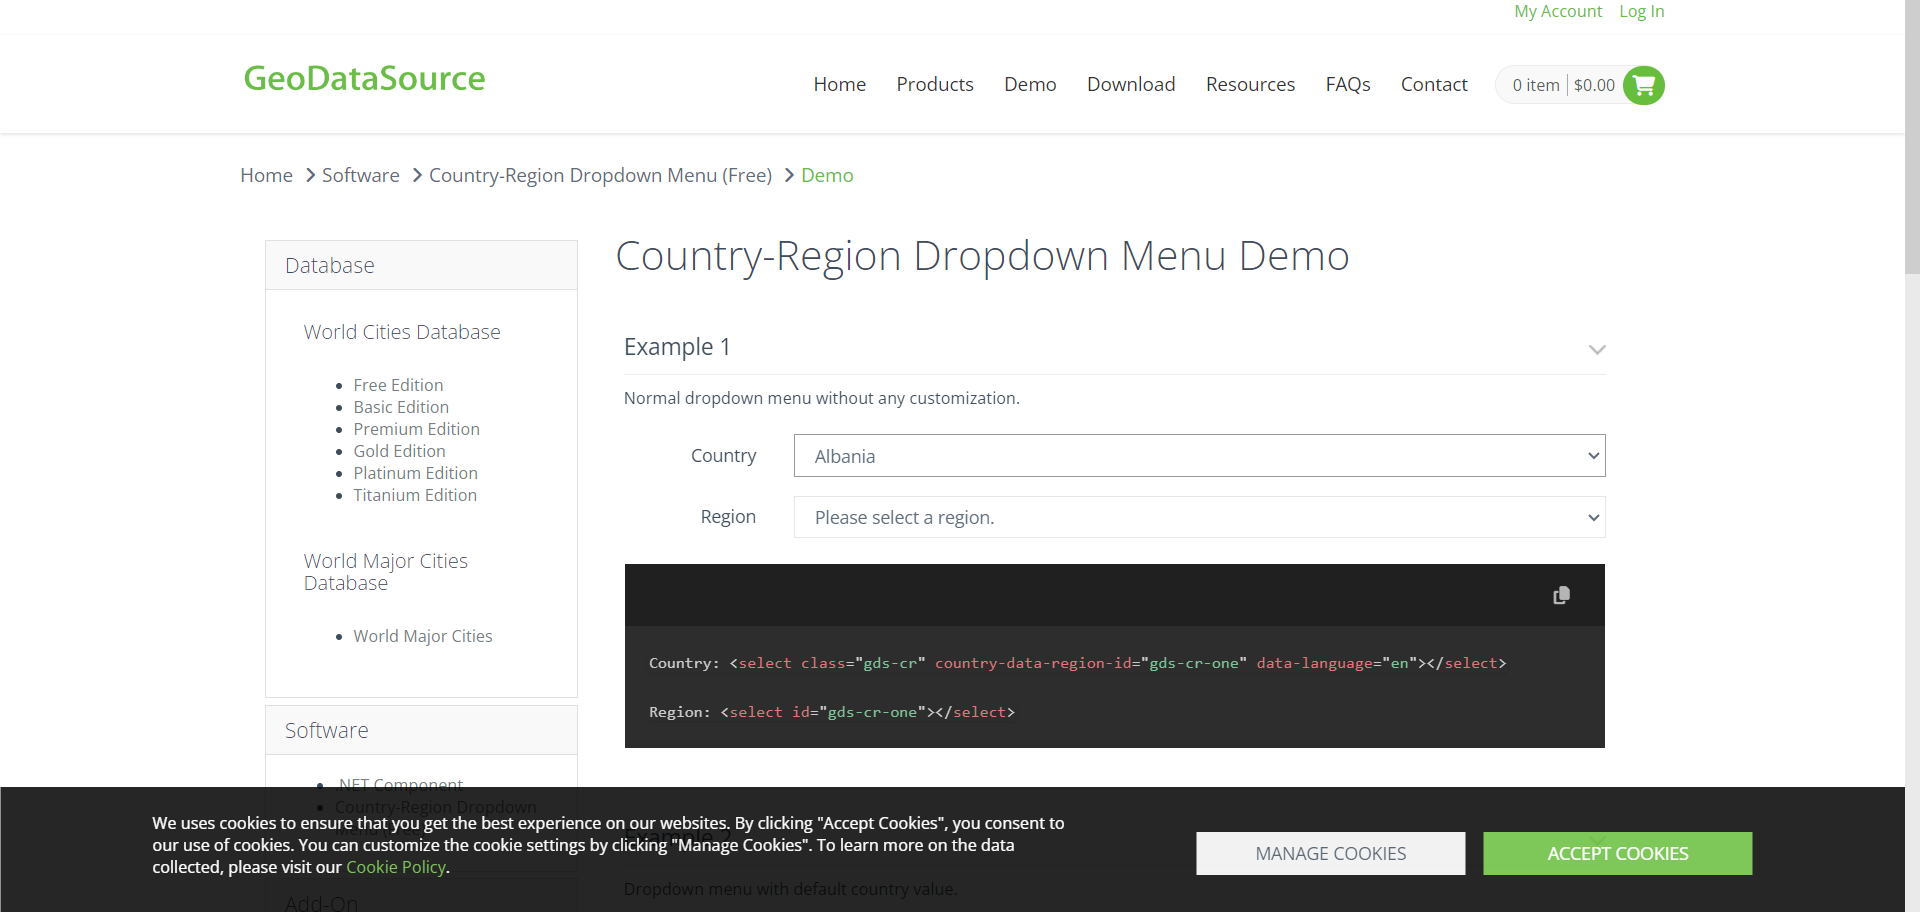 My Account Log In
GeoDataSource
Home Products Demo Download Resources FAQs Contact 0 item $0.00
Home Software Country-Region Dropdown Menu (Free) Demo
Database
World Cities Database
Free Edition
Basic Edition
Premium Edition
Gold Edition
Platinum Edition
Titanium Edition
World Major Cities
Database
World Major Cities
Software
.NET Component
Country-Region Dropdown
Add-On
Country-Region Dropdown Menu Demo
Example 1
Normal dropdown menu without any customization.
Country Albania
Region Please select a region.
Country: <select class="gds-cr" country-data-region-id="gds-cr-one" data-language="en"></select>
Region: <select id="gds-cr-one"></select>
Example 2
Dropdown menu with default country value.
We uses cookies to ensure that you get the best experience on our websites. By clicking "Accept Cookies", you consent to
our use of cookies. You can customize the cookie settings by clicking "Manage Cookies". To learn more on the data
collected, please visit our Cookie Policy.
MANAGE COOKIES
ACCEPT COOKIES